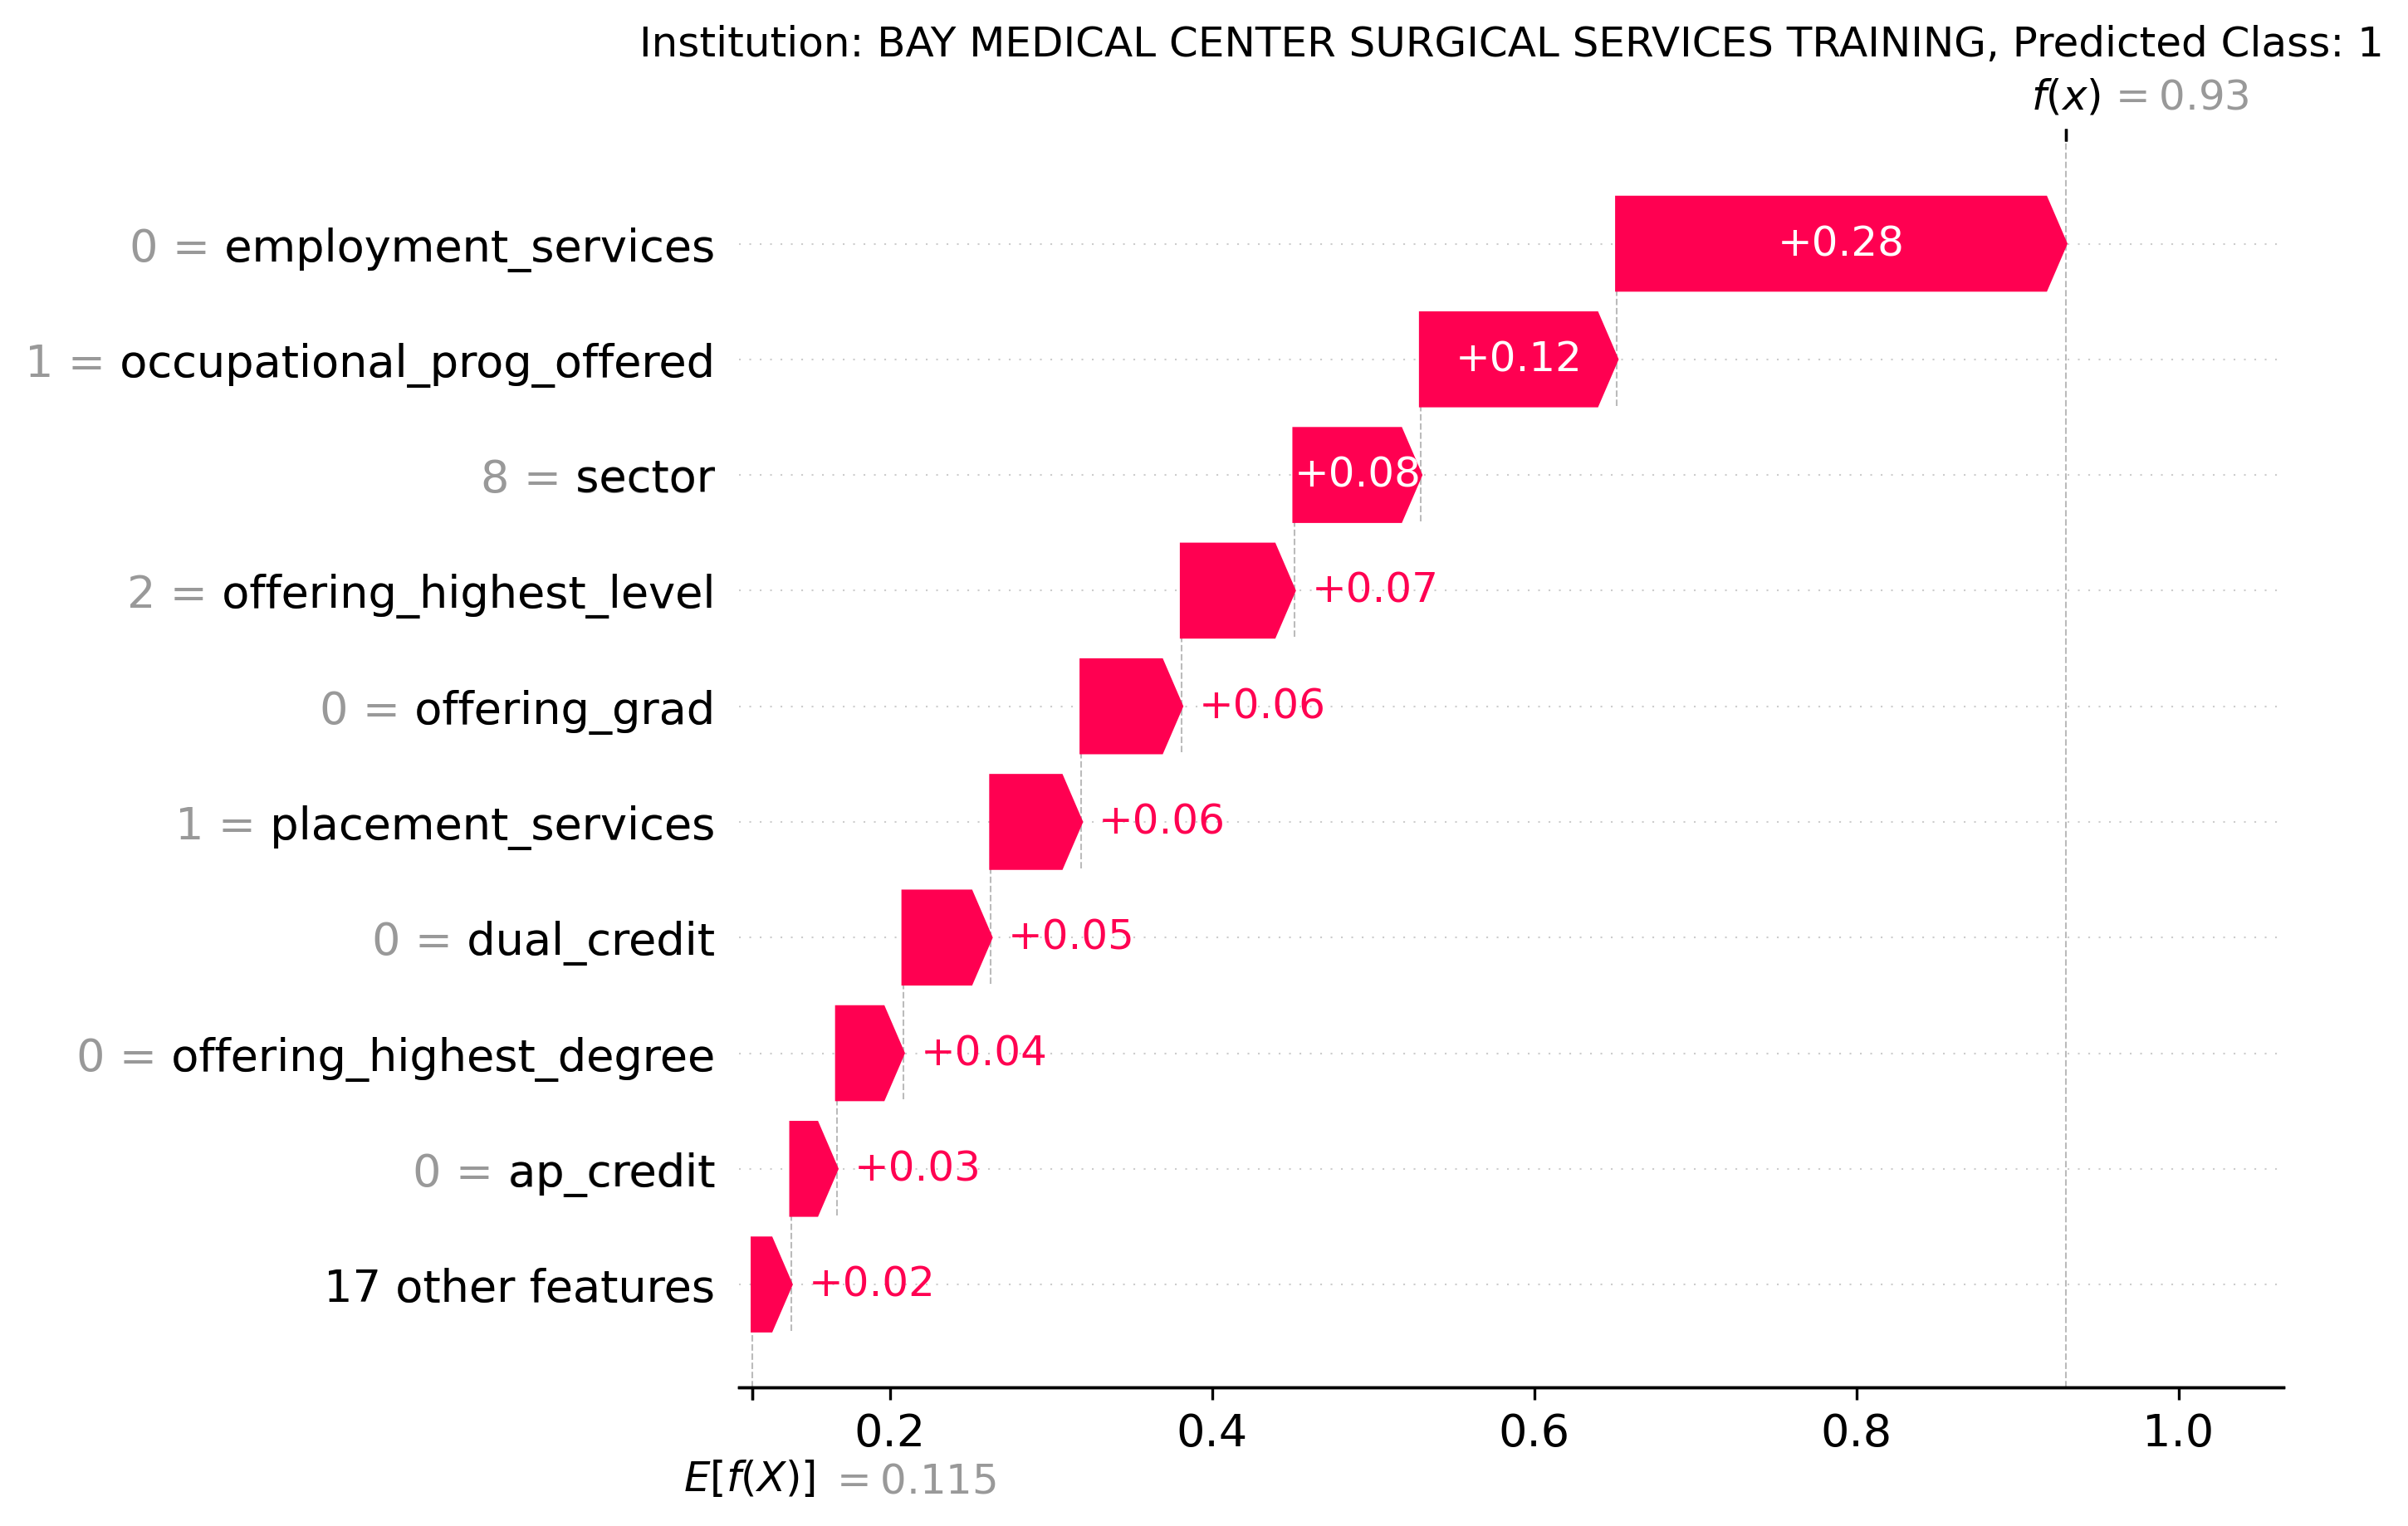 Institution: BAY MEDICAL CENTER SURGICAL SERVICES TRAINING, Predicted Class: 1
f(x) = 0.93
0 = employment_services +0.28
1 = occupational_prog_offered +0.12
8 = sector +0.08
2 = offering_highest_level +0.07
0 = offering_grad +0.06
1 = placement_services +0.06
0 = dual_credit +0.05
0 = offering_highest_degree +0.04
0 = ap_credit +0.03
17 other features +0.02
0.2 0.4 0.6 0.8 1.0
E[f(X)] = 0.115